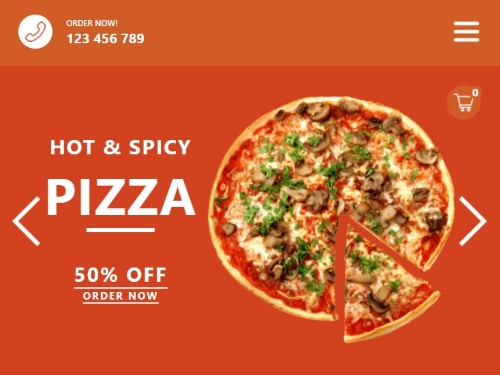 ORDER NOW!
123 456 789
0
HOT & SPICY
PIZZA
50% OFF
ORDER NOW